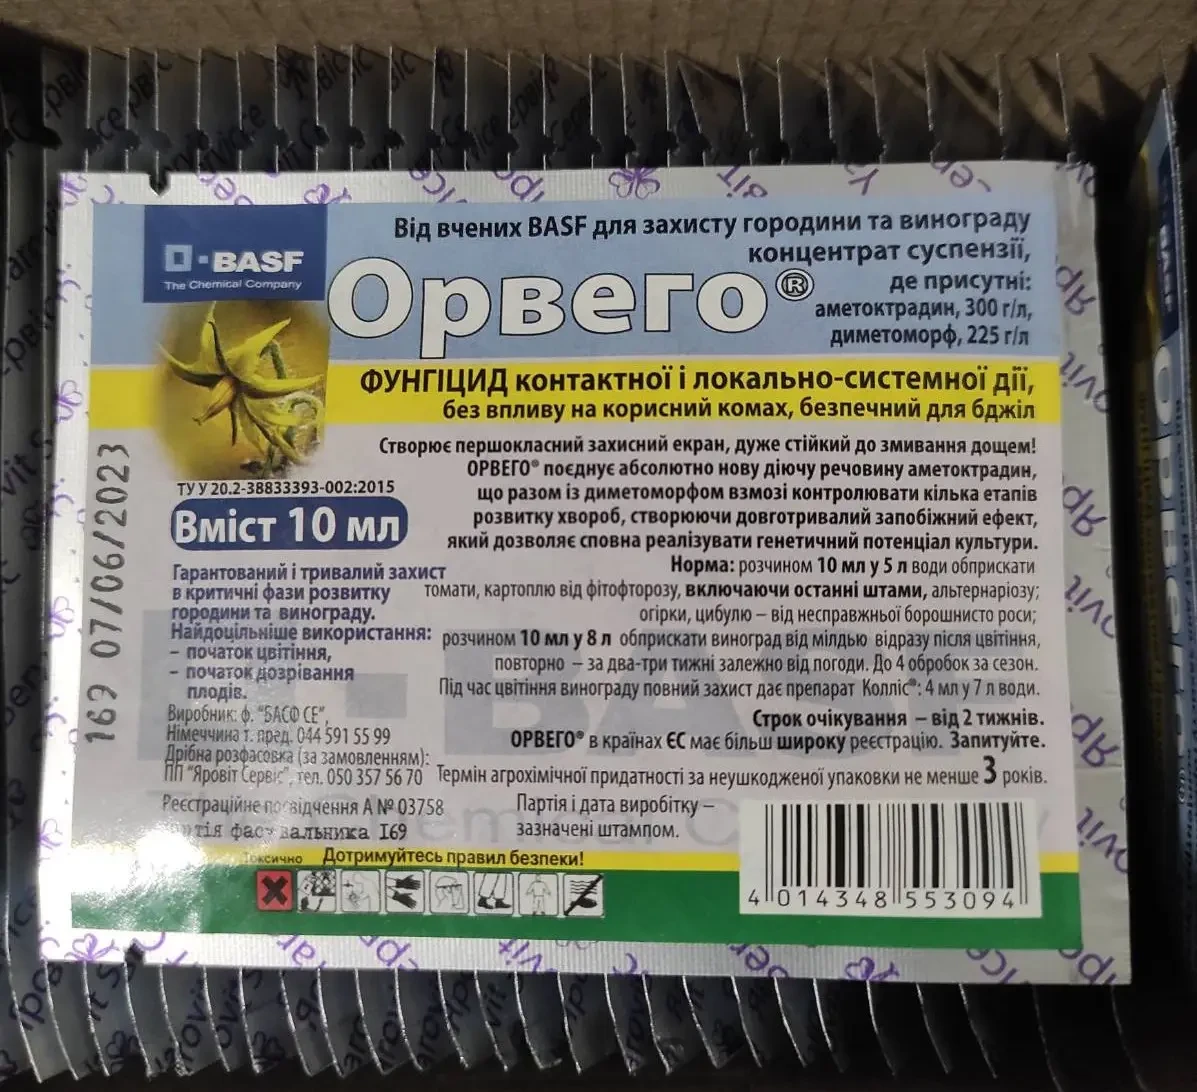 BASF
The Chemical Company
Від вчених BASF для захисту городини та винограду
концентрат суспензії,
де присутні:
аметоктрадин, 300 г/л,
диметоморф, 225 г/л
Орвего®
ФУНГІЦИД контактної і локально-системної дії,
без впливу на корисний комах, безпечний для бджіл
Створює першокласний захисний екран, дуже стійкий до змивання дощем!
ОРВЕГО® поєднує абсолютно нову діючу речовину аметоктрадин,
що разом із диметоморфом взмозі контролювати кілька етапів
розвитку хвороб, створюючи довготривалий запобіжний ефект,
який дозволяє сповна реалізувати генетичний потенціал культури.
ТУ У 20.2-38833393-002:2015
Вміст 10 мл
169 07/06/2023
Гарантований і тривалий захист
в критичні фази розвитку
городини та винограду.
Найдоцільніше використання:
– початок цвітіння,
– початок дозрівання
плодів.
Норма: розчином 10 мл у 5 л води обприскати
томати, картоплю від фітофторозу, включаючи останні штами, альтернаріозу;
огірки, цибулю – від несправжньої борошнисто роси;
розчином 10 мл у 8 л обприскати виноград від мілдью відразу після цвітіння,
повторно – за два-три тижні залежно від погоди. До 4 обробок за сезон.
Під час цвітіння винограду повний захист дає препарат Колліс®: 4 мл у 7 л води.
Строк очікування – від 2 тижнів.
ОРВЕГО® в країнах ЄС має більш широку реєстрацію. Запитуйте.
Термін агрохімічної придатності за неушкодженої упаковки не менше 3 років.
Виробник: ф. "БАСФ СЕ",
Німеччина т. пред. 044 591 55 99
Дрібна розфасовка (за замовленням):
ПП "Яровіт Сервіс", тел. 050 357 56 70
Реєстраційне посвідчення А № 03758
169
Партія і дата виробітку –
зазначені штампом.
Токсично
Дотримуйтесь правил безпеки!
4 014348 553094